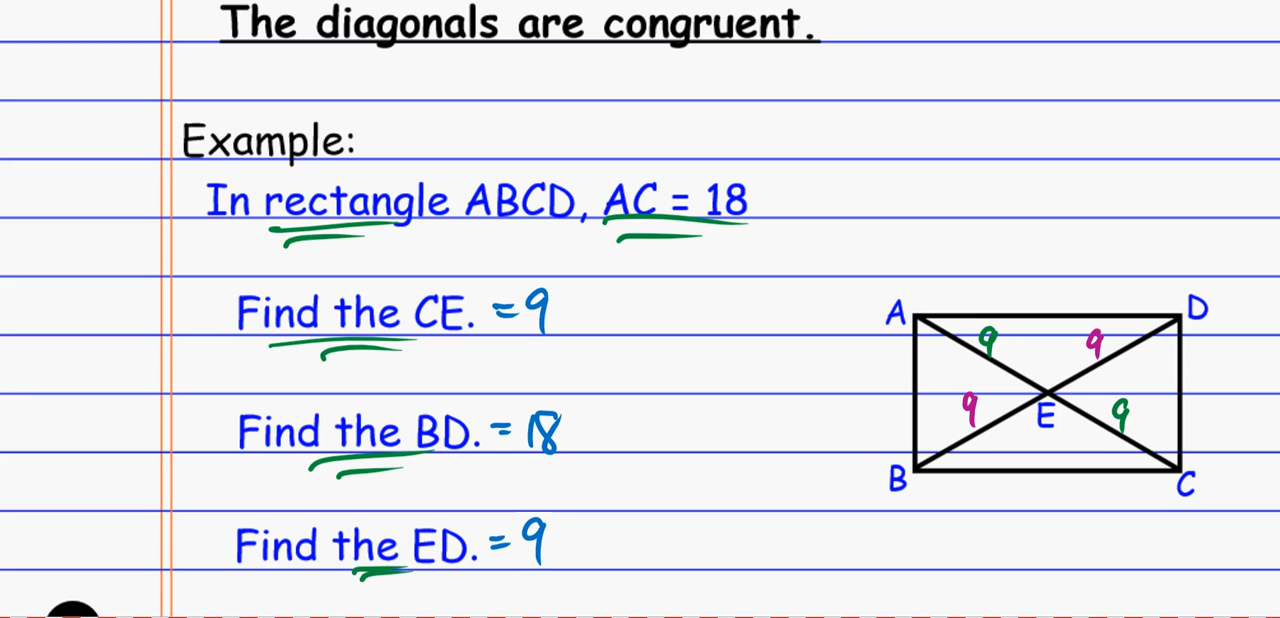 The diagonals are congruent.
Example:
In rectangle ABCD, AC = 18
Find the CE. = 9
A
D
9
9
Find the BD. = 18
9
E
9
B
C
Find the ED. = 9